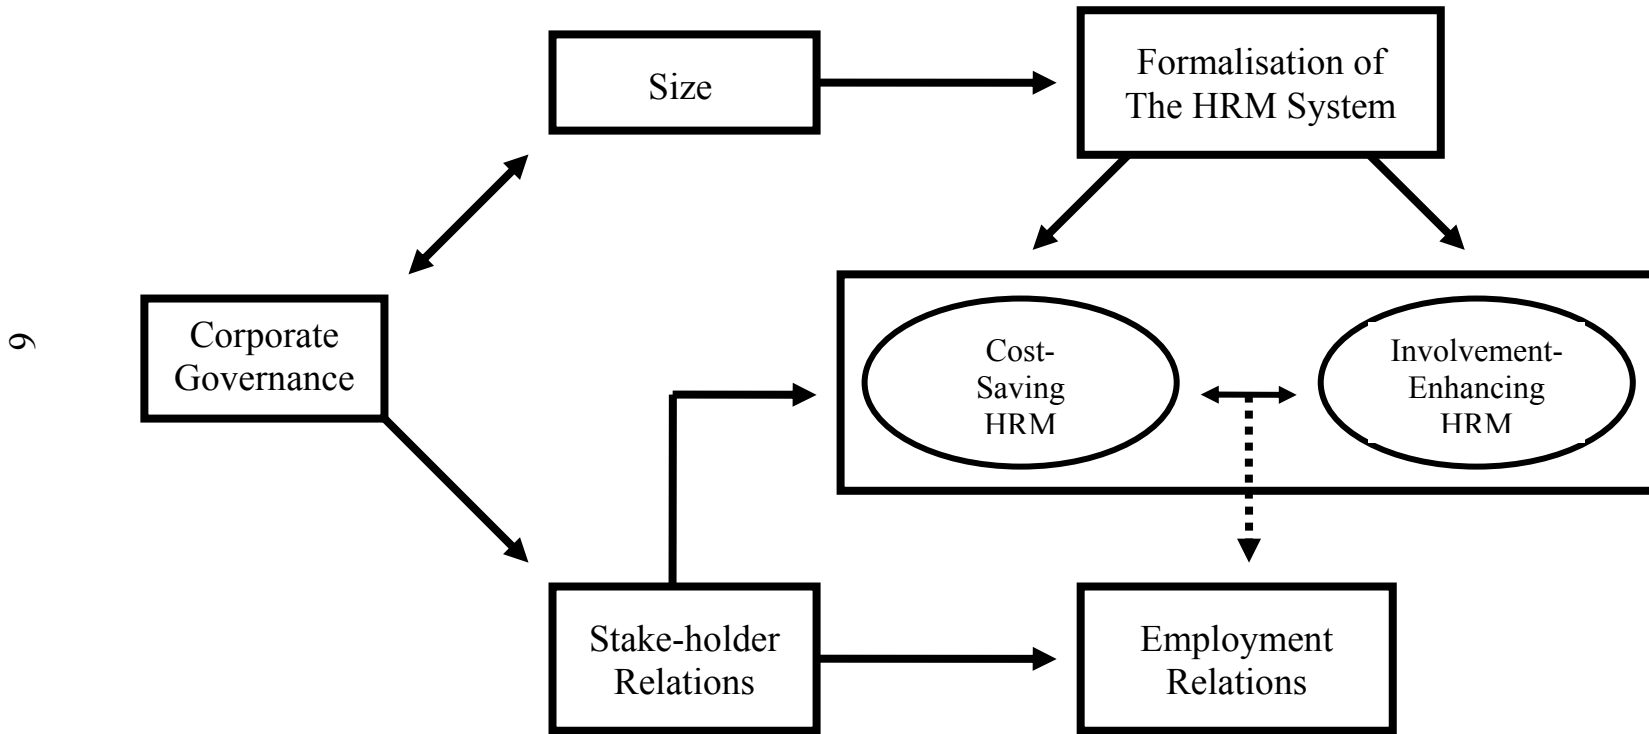 Size
Formalisation of
The HRM System
Corporate
Governance
Cost-
Saving
HRM
Involvement-
Enhancing
HRM
Stake-holder
Relations
Employment
Relations
9